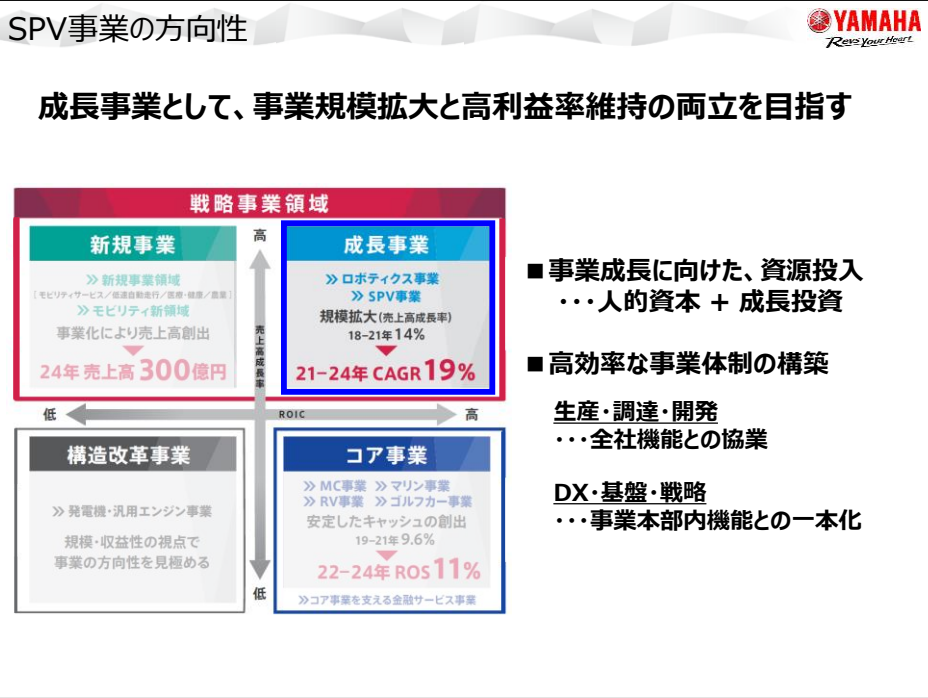 SPV事業の方向性
YAMAHA
Revs Your Heart
成長事業として、事業規模拡大と高利益率維持の両立を目指す
戦略事業領域
新規事業
≫新規事業領域
[モビリティサービス/低速自動走行/医療・健康/農業]
≫モビリティ新領域
事業化により売上高創出
24年 売上高300億円
高
売上高成長率
成長事業
≫ロボティクス事業
≫SPV事業
規模拡大(売上高成長率)
18-21年14%
21-24年 CAGR19%
低
ROIC
高
構造改革事業
≫発電機・汎用エンジン事業
規模・収益性の視点で
事業の方向性を見極める
低
コア事業
≫MC事業 ≫マリン事業
≫RV事業 ≫ゴルフカー事業
安定したキャッシュの創出
19-21年9.6%
22-24年 ROS11%
≫コア事業を支える金融サービス事業
■事業成長に向けた、資源投入
・・・人的資本 + 成長投資
■高効率な事業体制の構築
生産・調達・開発
・・・全社機能との協業
DX・基盤・戦略
・・・事業本部内機能との一本化